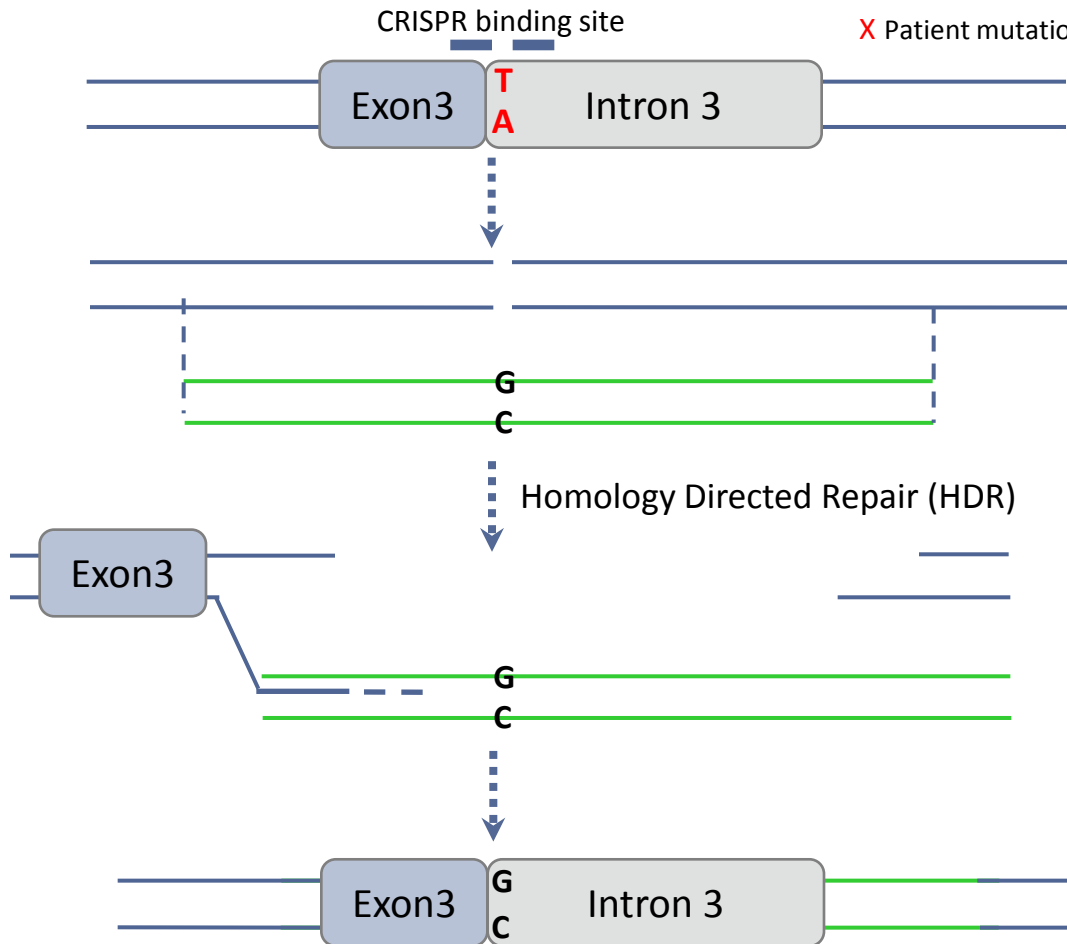 CRISPR binding site
X Patient mutatio
T
Exon3 Intron 3
A
G
C
Homology Directed Repair (HDR)
Exon3
G
C
G
Exon3 Intron 3
C